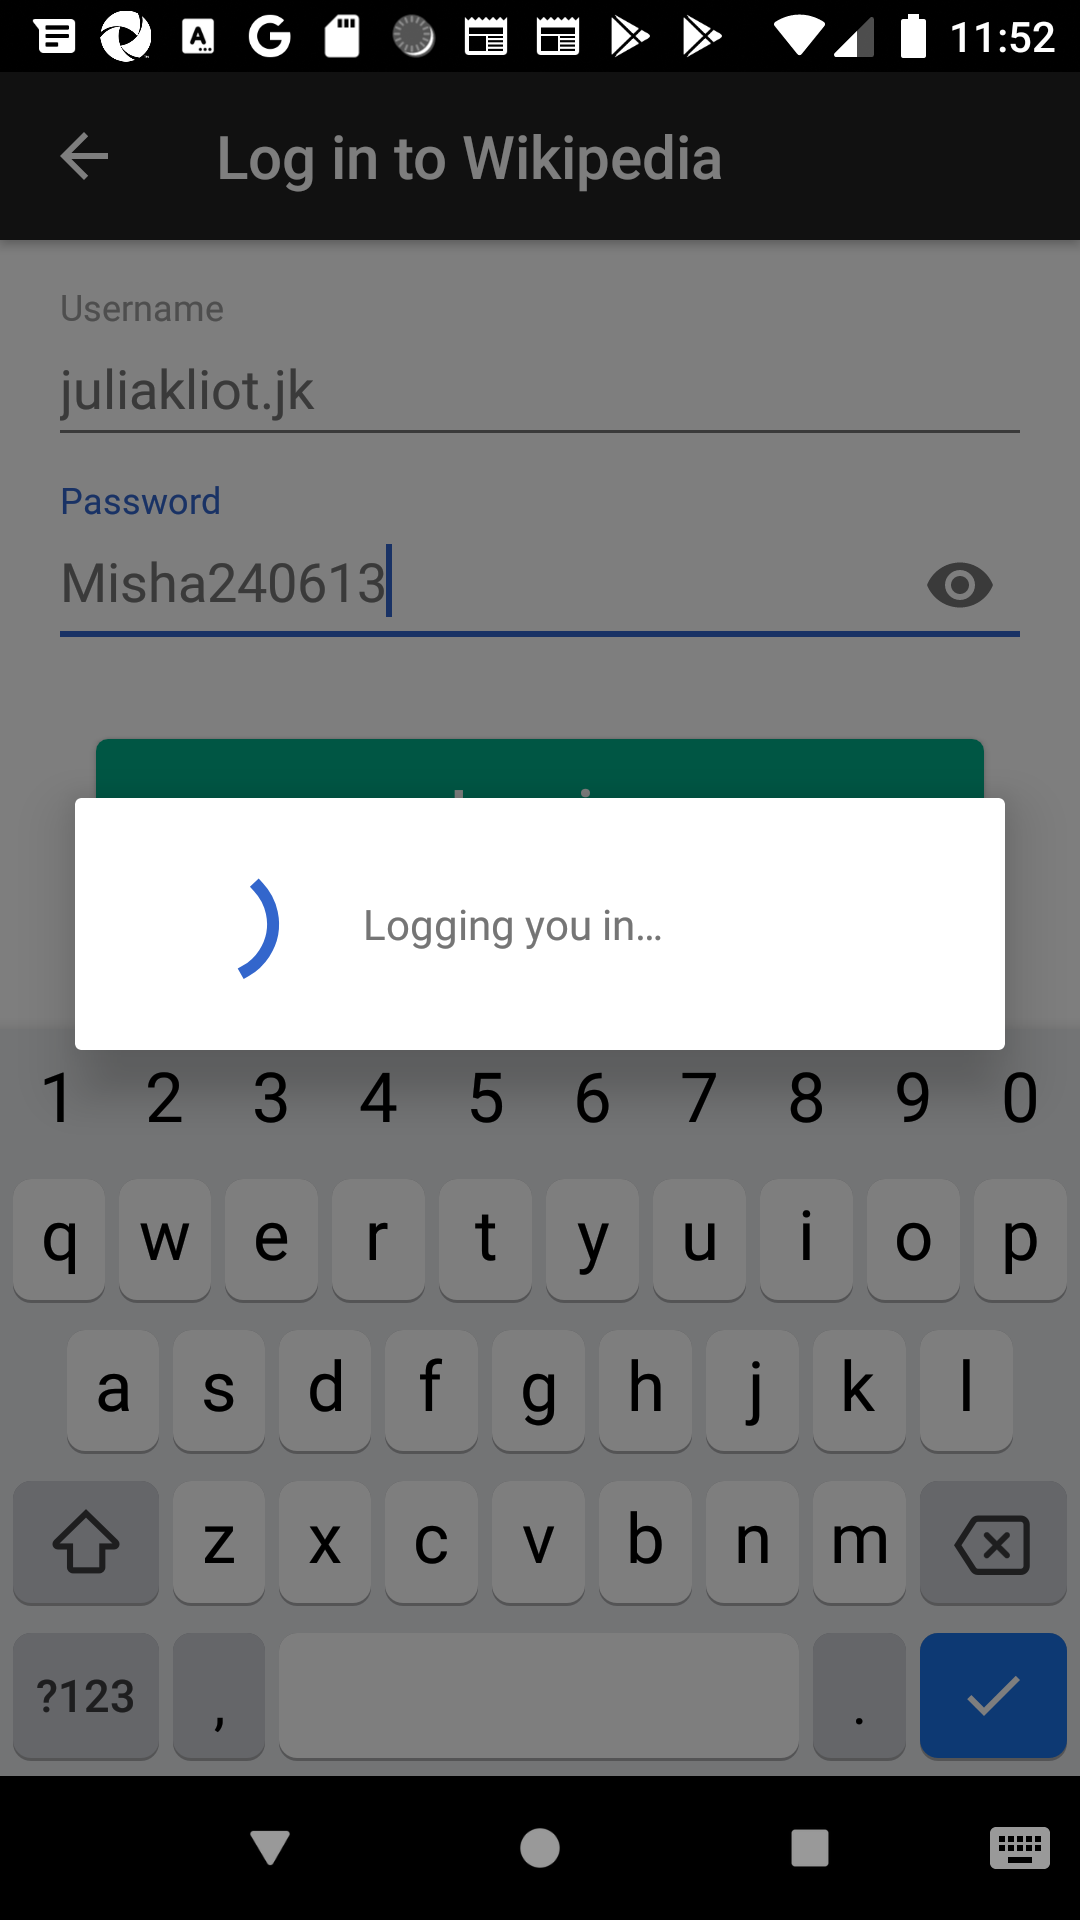 11:52
Log in to Wikipedia
Username
juliakliot.jk
Password
Misha240613
Logging you in…
1 2 3 4 5 6 7 8 9 0
q w e r t y u i o p
a s d f g h j k l
z x c v b n m
?123 , .